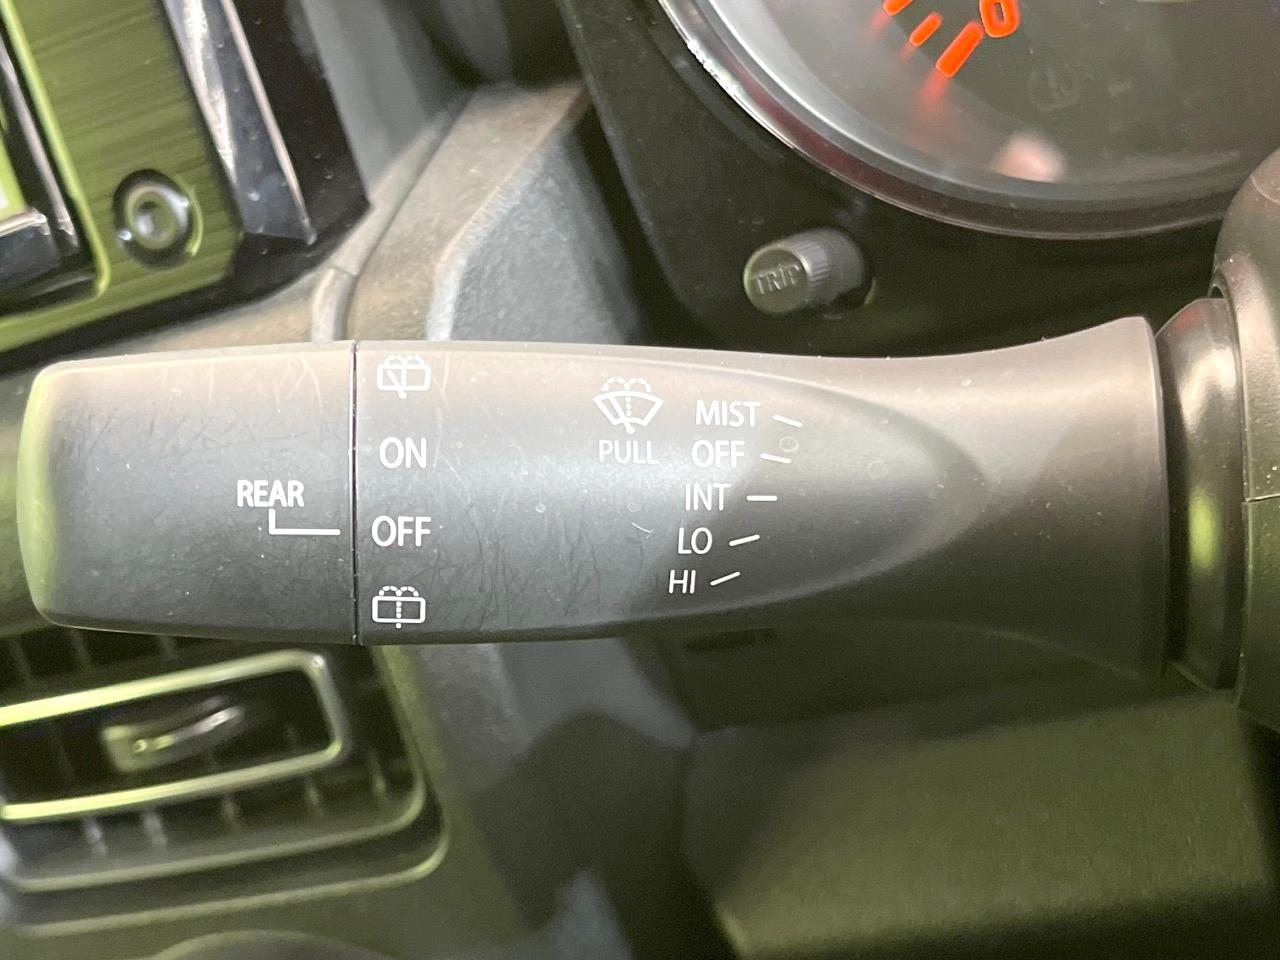 TRIP
MIST
OFF
PULL
INT
LO
HI
ON
OFF
REAR